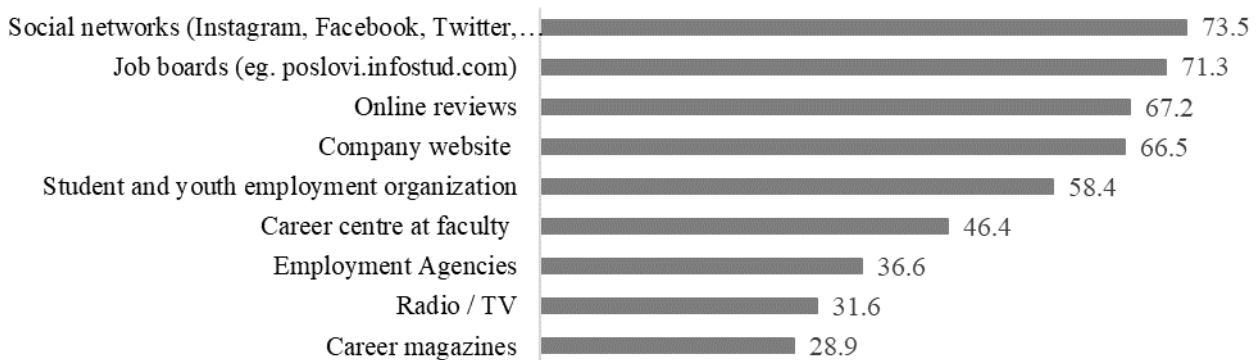 Social networks (Instagram, Facebook, Twitter,… 73.5
Job boards (eg. poslovi.infostud.com) 71.3
Online reviews 67.2
Company website 66.5
Student and youth employment organization 58.4
Career centre at faculty 46.4
Employment Agencies 36.6
Radio / TV 31.6
Career magazines 28.9